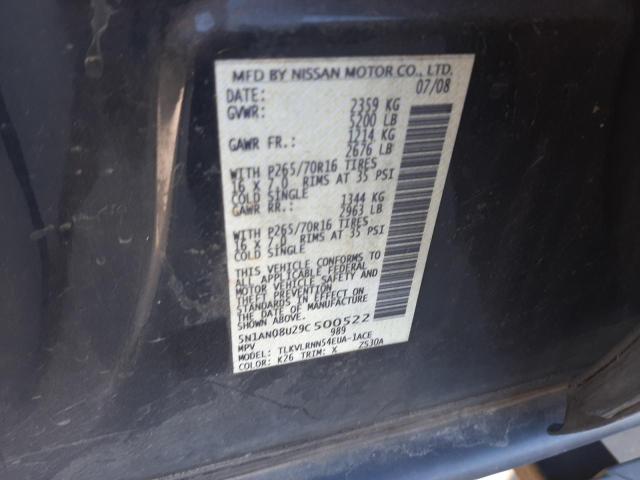 MFD BY NISSAN MOTOR CO., LTD.
DATE: 07/08
GVWR: 2359 KG
5200 LB
GAWR FR.: 1214 KG
2676 LB
WITH P265/70R16 TIRES
16 X 7.0 RIMS AT 35 PSI
COLD SINGLE
GAWR RR.: 1344 KG
2963 LB
WITH P265/70R16 TIRES
16 X 7.0 RIMS AT 35 PSI
COLD SINGLE
THIS VEHICLE CONFORMS TO
ALL APPLICABLE FEDERAL
MOTOR VEHICLE SAFETY AND
THEFT PREVENTION
STANDARDS IN EFFECT ON
THE DATE OF MANUFACTURE
SHOWN ABOVE.
5N1AN08U29C500522
MPV 989
MODEL: TLKVLRNN54EUA-IACE
COLOR: K26 TRIM: X Z530A